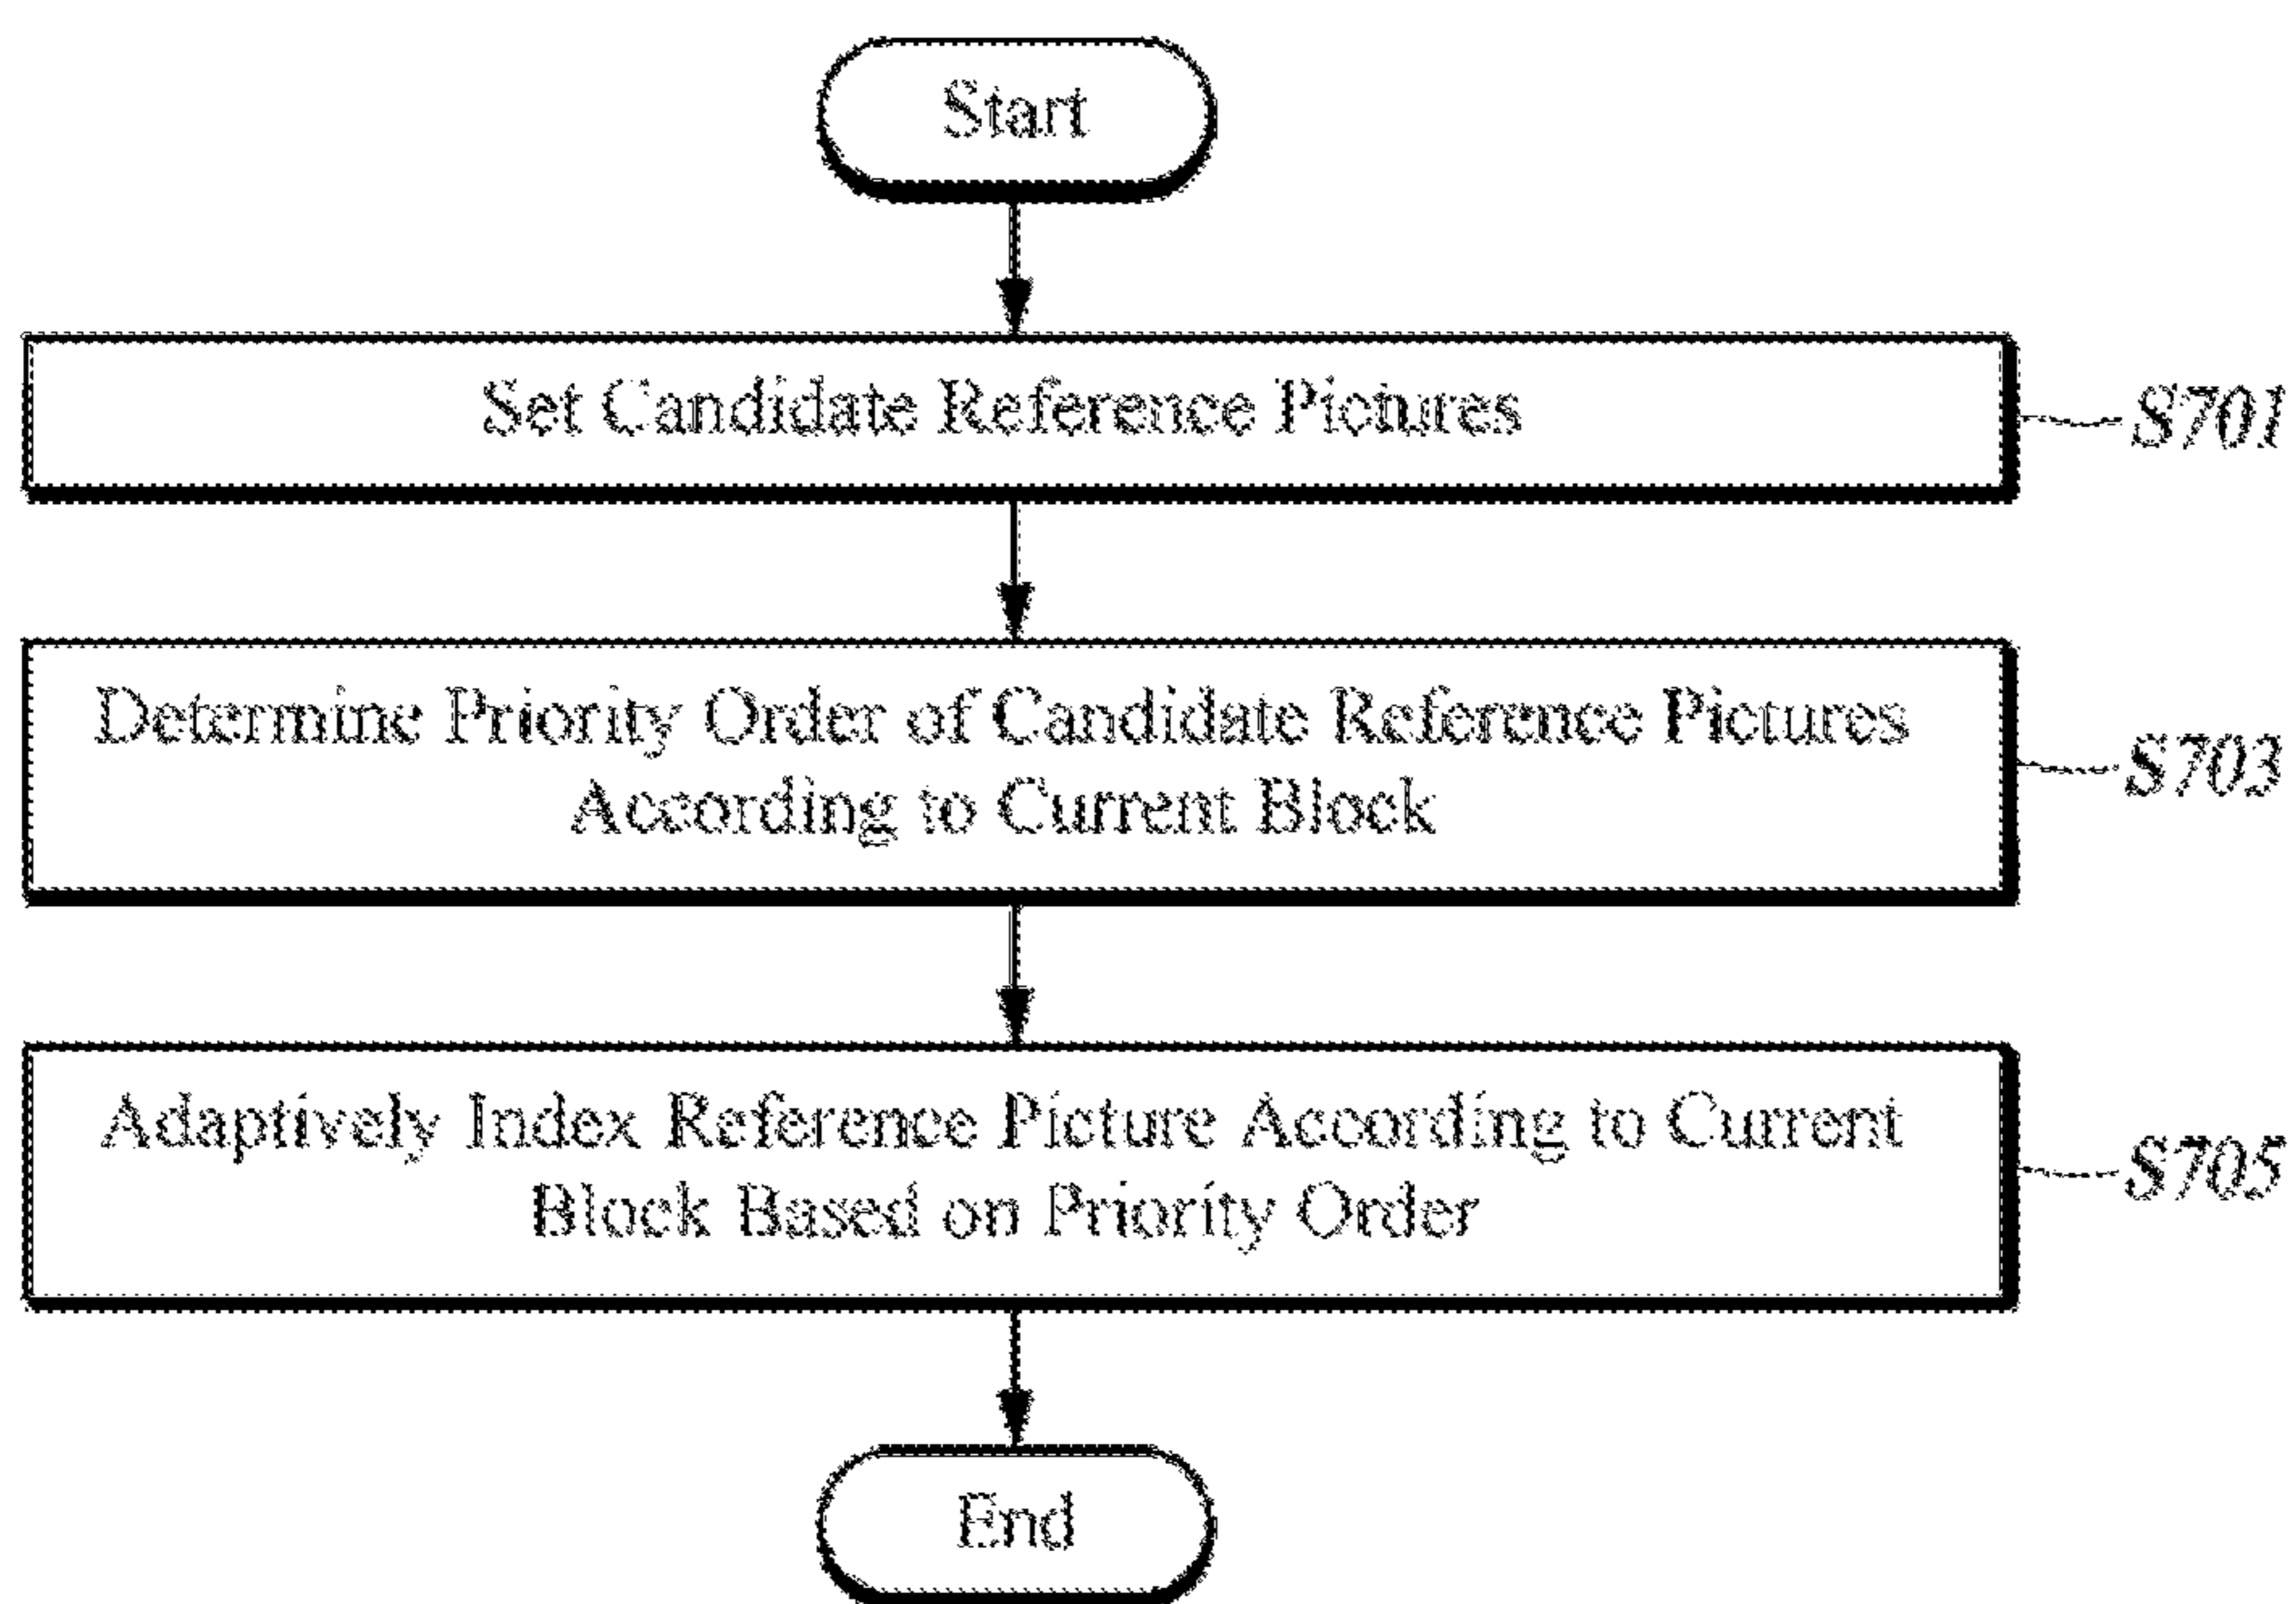 Start
Set Candidate Reference Pictures
S701
Determine Priority Order of Candidate Reference Pictures
According to Current Block
S703
Adaptively Index Reference Picture According to Current
Block Based on Priority Order
S705
End